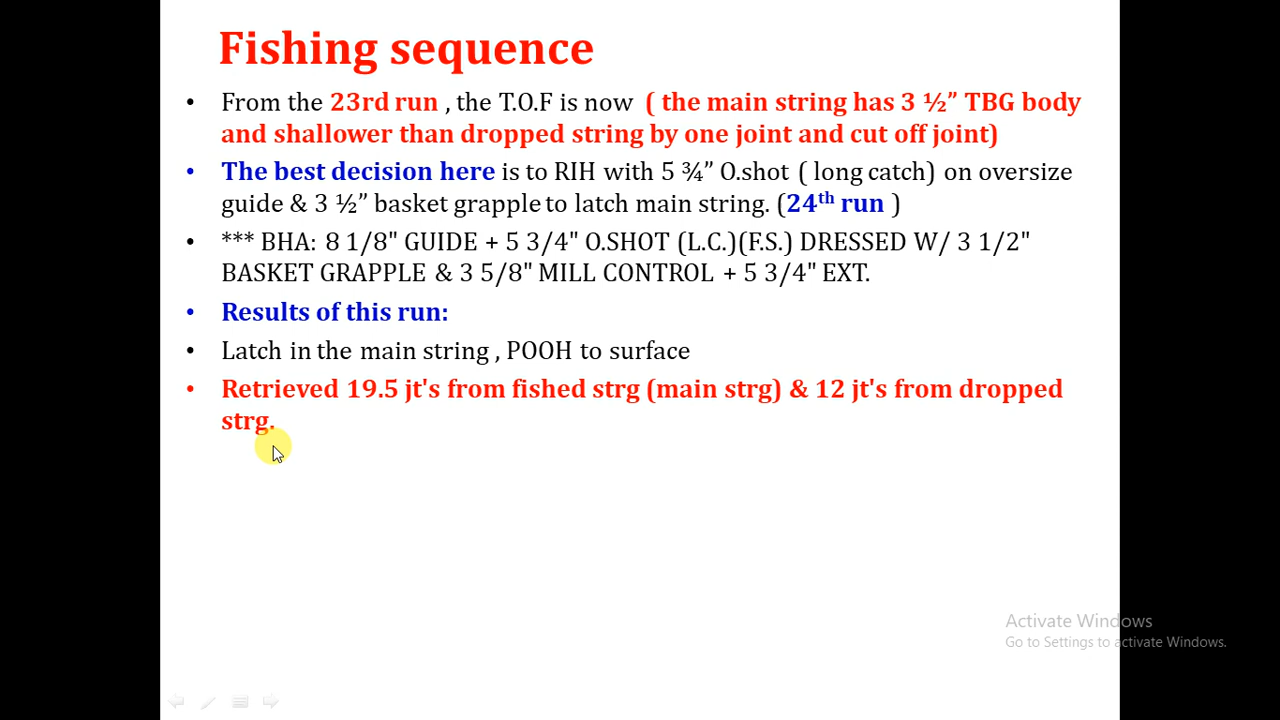 Fishing sequence
• From the 23rd run , the T.O.F is now ( the main string has 3 ½” TBG body
and shallower than dropped string by one joint and cut off joint)
• The best decision here is to RIH with 5 ¾” O.shot ( long catch) on oversize
guide & 3 ½” basket grapple to latch main string. (24th run )
• *** BHA: 8 1/8" GUIDE + 5 3/4" O.SHOT (L.C.)(F.S.) DRESSED W/ 3 1/2"
BASKET GRAPPLE & 3 5/8" MILL CONTROL + 5 3/4" EXT.
• Results of this run:
• Latch in the main string , POOH to surface
• Retrieved 19.5 jt's from fished strg (main strg) & 12 jt's from dropped
strg.
Activate Windows
Go to Settings to activate Windows.